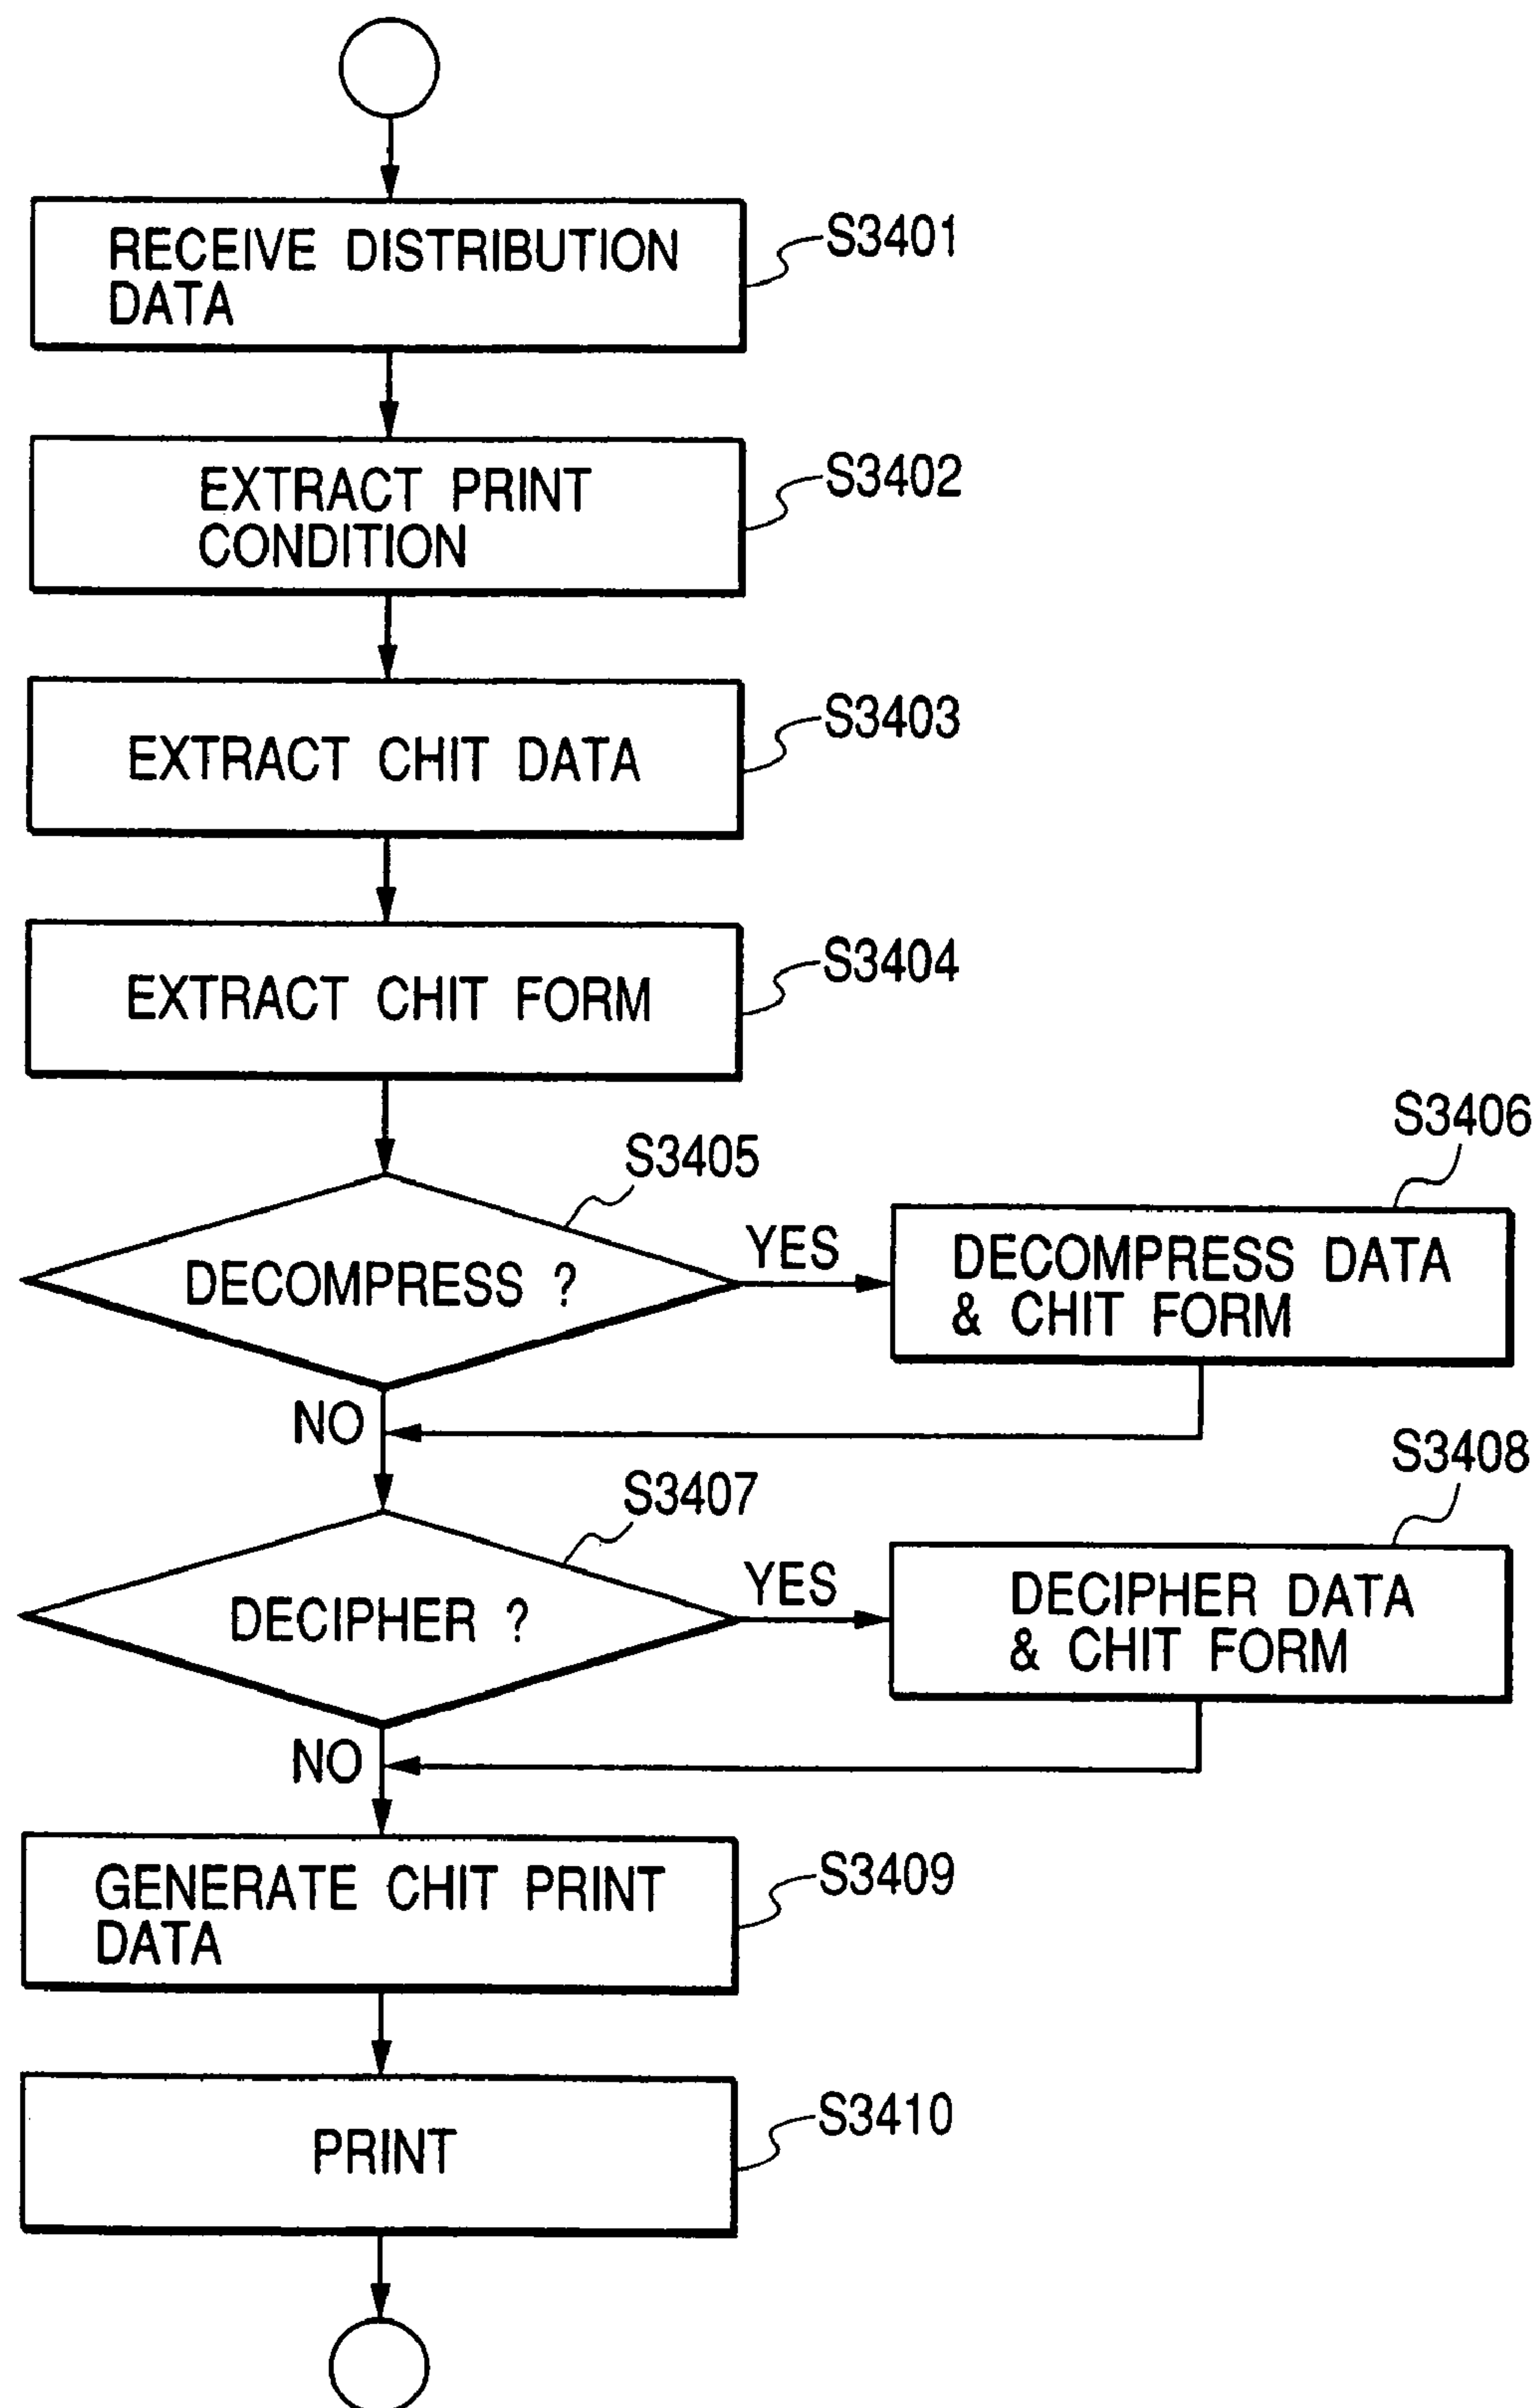 RECEIVE DISTRIBUTION
DATA
S3401
EXTRACT PRINT
CONDITION
S3402
EXTRACT CHIT DATA
S3403
EXTRACT CHIT FORM
S3404
S3405
DECOMPRESS ?
YES
S3406
DECOMPRESS DATA
& CHIT FORM
NO
S3407
DECIPHER ?
YES
S3408
DECIPHER DATA
& CHIT FORM
NO
GENERATE CHIT PRINT
DATA
S3409
PRINT
S3410